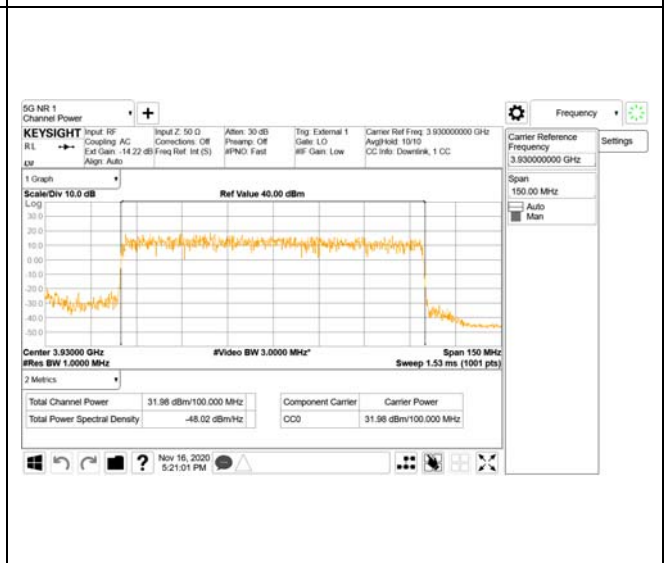 5G NR 1
Channel Power
+
Frequency
KEYSIGHT
RL
Input: RF
Coupling: AC
Ext Gain: -14.22 dB
Align: Auto
Input Z: 50 Ω
Corrections: Off
Freq Ref: Int (S)
Atten: 30 dB
Preamp: Off
#PNO: Fast
Trig: External 1
Gate: LO
#IF Gain: Low
Carrier Ref Freq: 3.930000000 GHz
Avg|Hold: 10/10
CC Info: Downlink, 1 CC
Carrier Reference
Frequency
3.930000000 GHz
Settings
Span
150.00 MHz
Auto
Man
1 Graph
Scale/Div 10.0 dB
Ref Value 40.00 dBm
Log
30.0
20.0
10.0
0.00
-10.0
-20.0
-30.0
-40.0
-50.0
Center 3.93000 GHz
#Video BW 3.0000 MHz*
Span 150 MHz
#Res BW 1.0000 MHz
Sweep 1.53 ms (1001 pts)
2 Metrics
Total Channel Power 31.98 dBm/100.000 MHz
Total Power Spectral Density -48.02 dBm/Hz
Component Carrier Carrier Power
CC0 31.98 dBm/100.000 MHz
?
Nov 16, 2020
5:21:01 PM